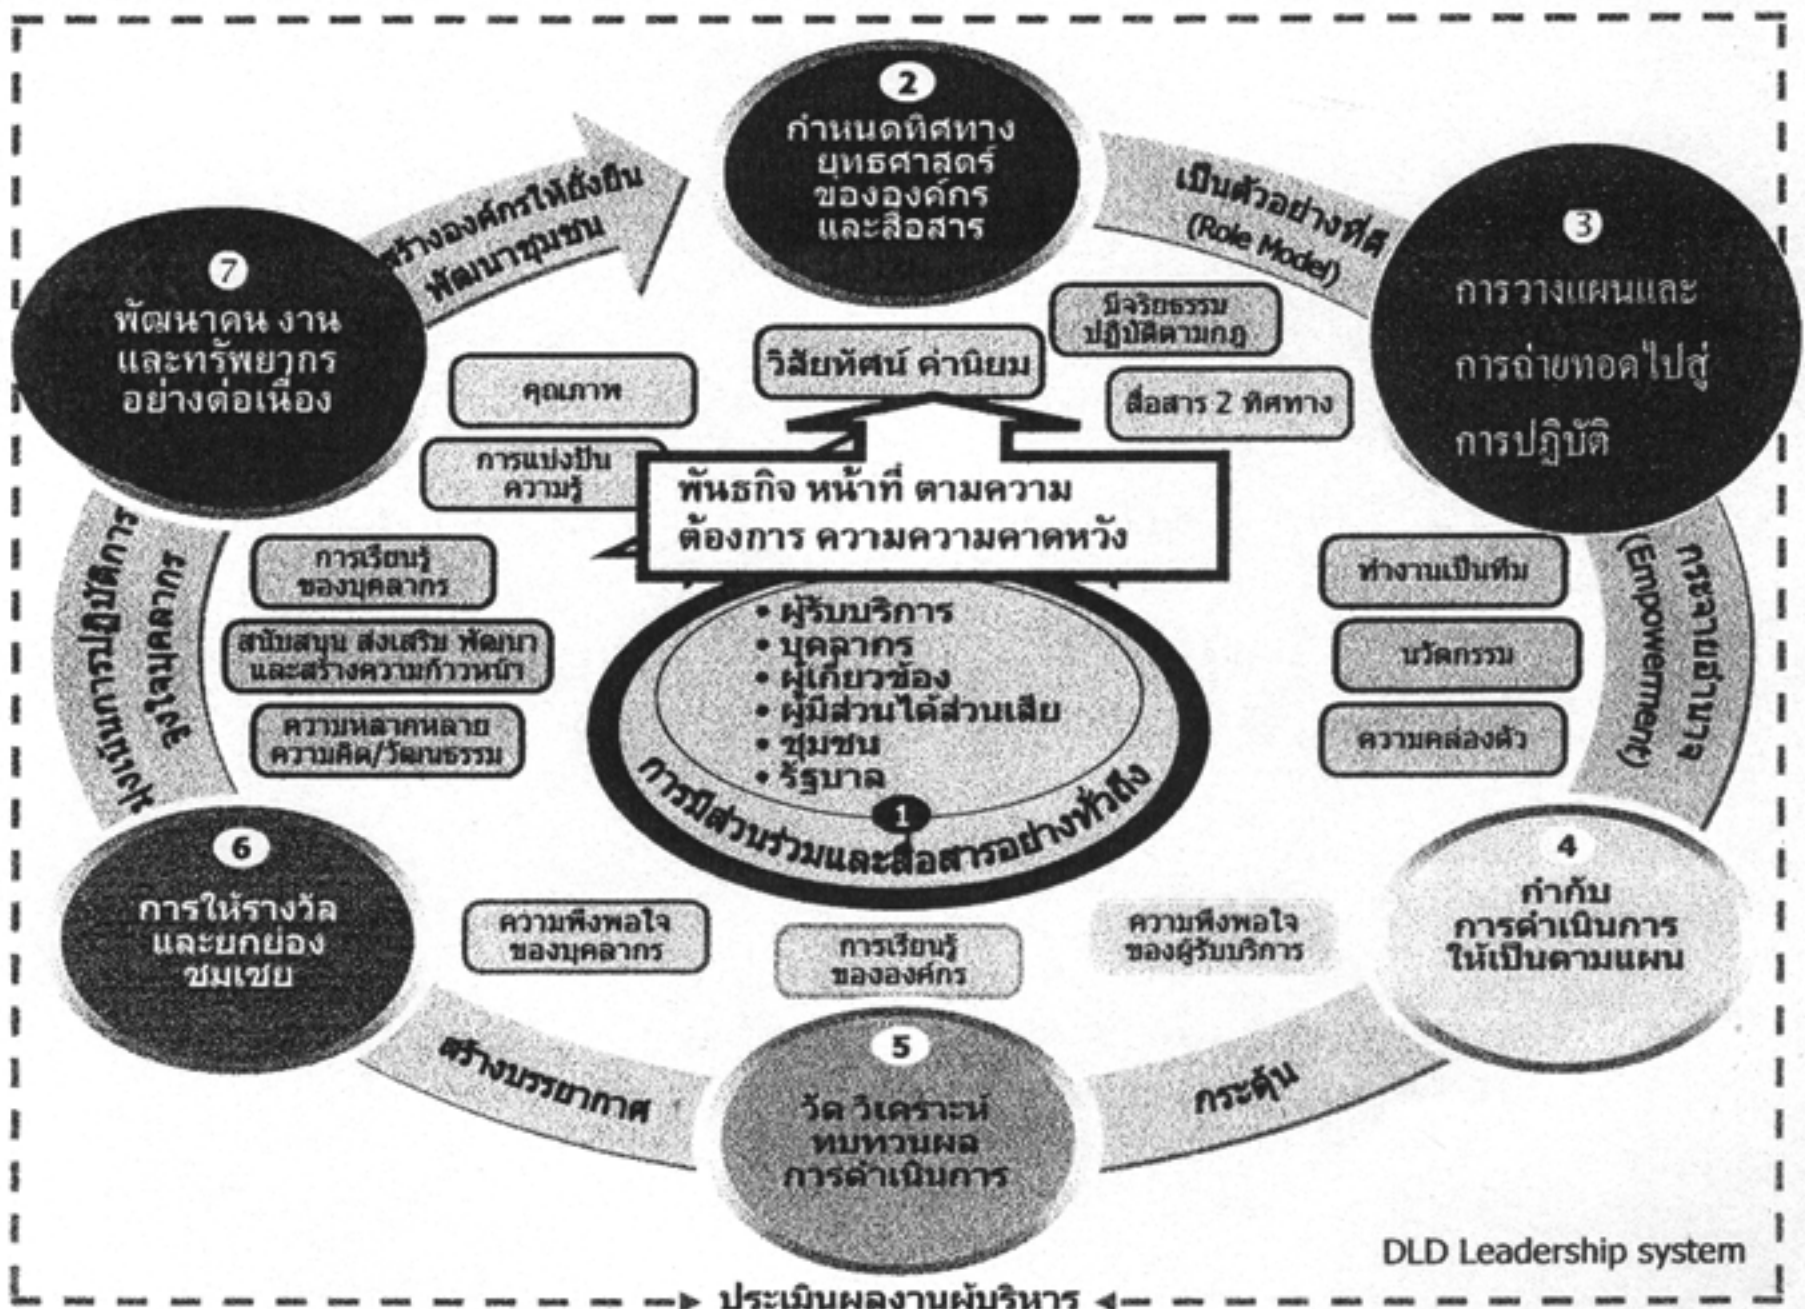 2
กำหนดทิศทาง
ยุทธศาสตร์
ขององค์กร
และสื่อสาร
เป็นตัวอย่างที่ดี
(Role Model)
3
การวางแผนและ
การถ่ายทอดไปสู่
การปฏิบัติ
สร้างองค์กรให้ยั่งยืน
พัฒนาชุมชน
7
พัฒนาคน งาน
และทรัพยากร
อย่างต่อเนื่อง
มีจริยธรรม
ปฏิบัติตามกฎ
วิสัยทัศน์ ค่านิยม
สื่อสาร 2 ทิศทาง
คุณภาพ
การแบ่งปัน
ความรู้
พันธกิจ หน้าที่ ตามความ
ต้องการ ความความคาดหวัง
การเรียนรู้
ของบุคลากร
สนับสนุน ส่งเสริม พัฒนา
และสร้างความก้าวหน้า
ความหลากหลาย
ความคิด/วัฒนธรรม
มุ่งเน้นการปฏิบัติการ
จูงใจบุคลากร
• ผู้รับบริการ
• บุคลากร
• ผู้เกี่ยวข้อง
• ผู้มีส่วนได้ส่วนเสีย
• ชุมชน
• รัฐบาล
1
การมีส่วนร่วมและสื่อสารอย่างทั่วถึง
ทำงานเป็นทีม
นวัตกรรม
ความคล่องตัว
กระจายอำนาจ
(Empowerment)
6
การให้รางวัล
และยกย่อง
ชมเชย
4
กำกับ
การดำเนินการ
ให้เป็นตามแผน
ความพึงพอใจ
ของบุคลากร
การเรียนรู้
ขององค์กร
ความพึงพอใจ
ของผู้รับบริการ
สร้างบรรยากาศ
5
วัด วิเคราะห์
ทบทวนผล
การดำเนินการ
กระตุ้น
DLD Leadership system
ประเมินผลงานผู้บริหาร